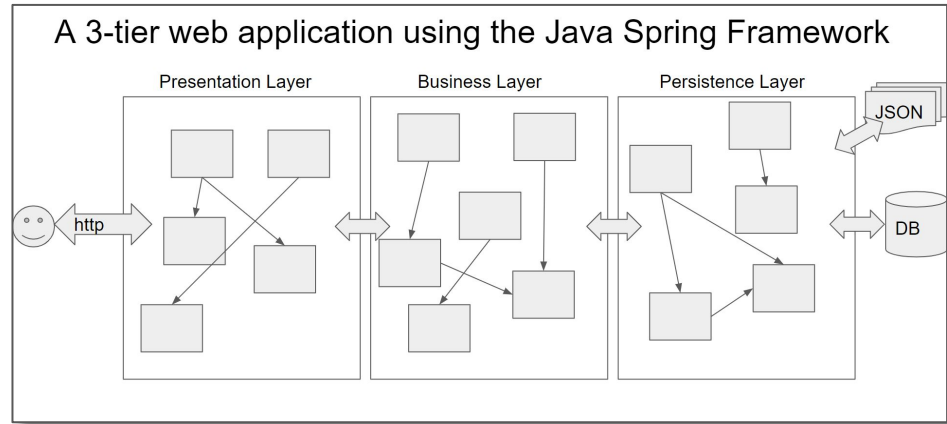 A 3-tier web application using the Java Spring Framework
Presentation Layer
Business Layer
Persistence Layer
JSON
http
DB